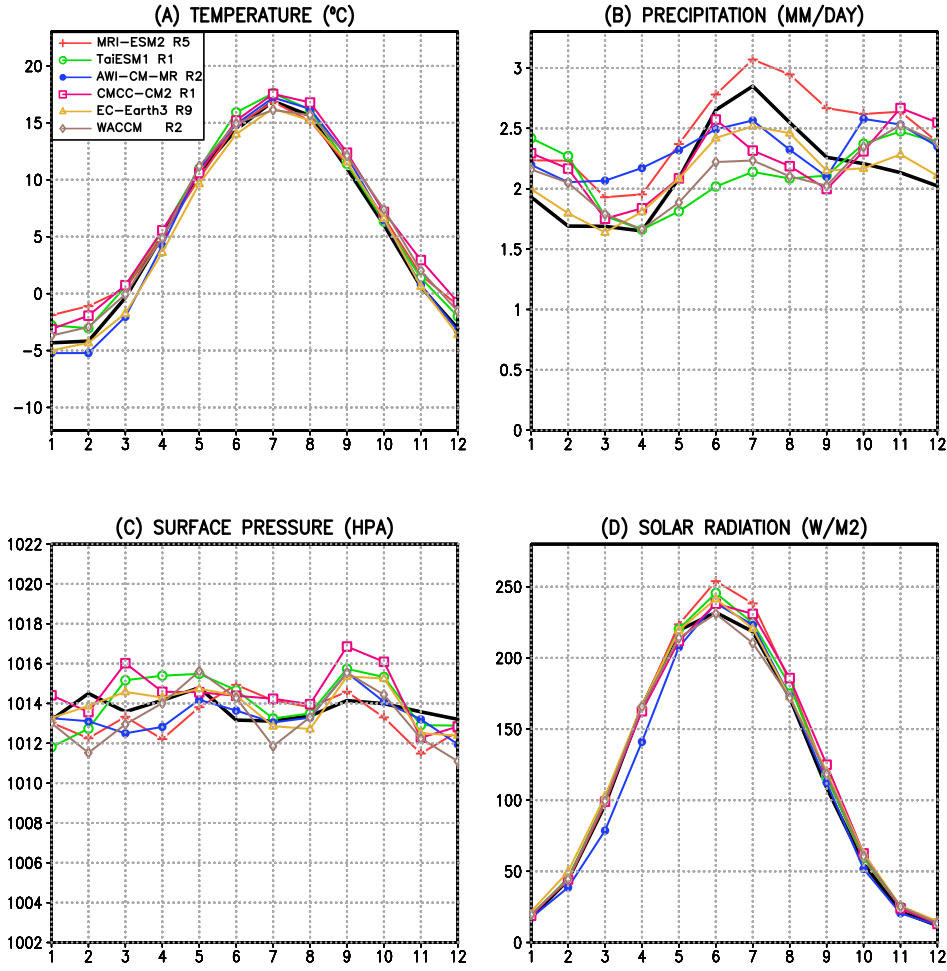 (A) TEMPERATURE (°C)
MRI-ESM2 R5
TaiESM1 R1
AWI-CM-MR R2
CMCC-CM2 R1
EC-Earth3 R9
WACCM R2
20
15
10
5
0
-5
-10
1 2 3 4 5 6 7 8 9 10 11 12
(B) PRECIPITATION (MM/DAY)
3
2.5
2
1.5
1
0.5
0
1 2 3 4 5 6 7 8 9 10 11 12
(C) SURFACE PRESSURE (HPA)
1022
1020
1018
1016
1014
1012
1010
1008
1006
1004
1002
1 2 3 4 5 6 7 8 9 10 11 12
(D) SOLAR RADIATION (W/M2)
250
200
150
100
50
0
1 2 3 4 5 6 7 8 9 10 11 12